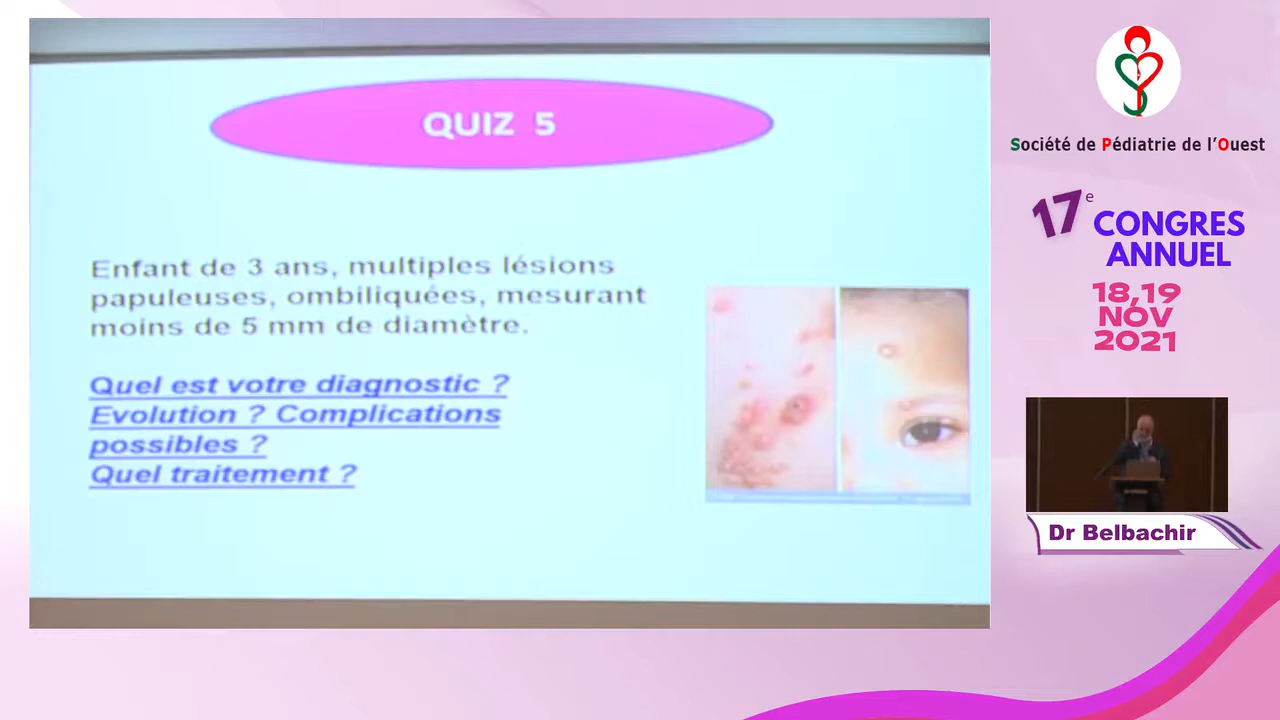 QUIZ 5
Enfant de 3 ans, multiples lésions
papuleuses, ombiliquées, mesurant
moins de 5 mm de diamètre.
Quel est votre diagnostic ?
Evolution ? Complications
possibles ?
Quel traitement ?
Société de Pédiatrie de l'Ouest
17e
CONGRES
ANNUEL
18,19
NOV
2021
Dr Belbachir